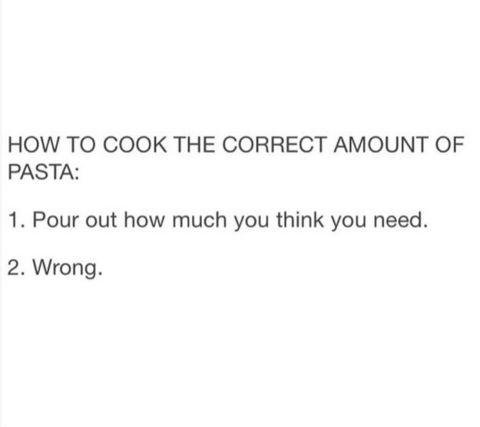 HOW TO COOK THE CORRECT AMOUNT OF
PASTA:
1. Pour out how much you think you need.
2. Wrong.